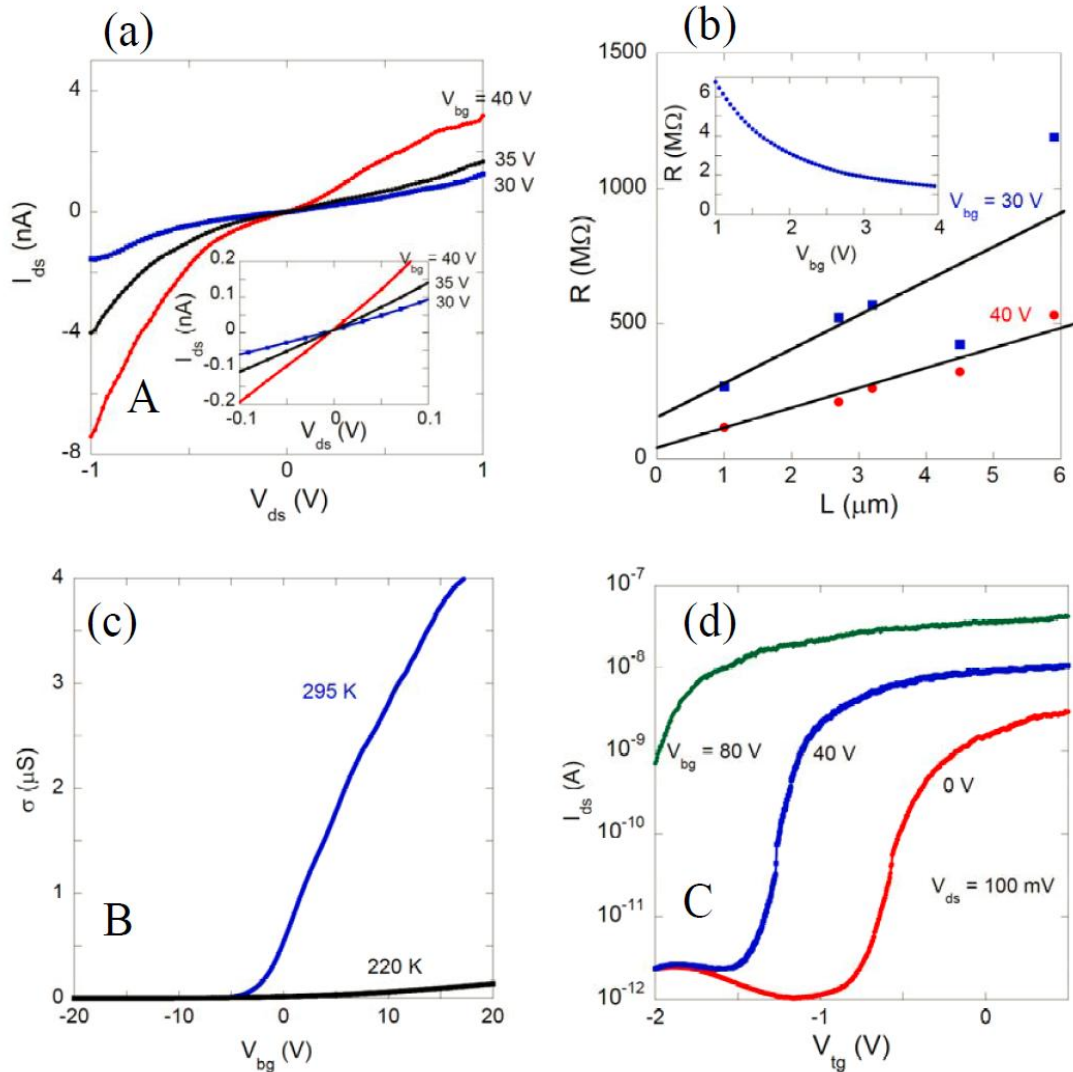 (a)
4
0
-4
-8
I_ds (nA)
V_bg = 40 V
35 V
30 V
A
0.2
0.1
0
-0.1
-0.2
I_ds (nA)
V_bg = 40 V
35 V
30 V
-0.1
0
0.1
V_ds (V)
-1
0
1
V_ds (V)
(b)
1500
1000
500
0
R (MΩ)
6
4
2
0
R (MΩ)
1
2
3
4
V_bg (V)
V_bg = 30 V
40 V
0
1
2
3
4
5
6
L (μm)
(c)
4
3
2
1
0
σ (μS)
295 K
B
220 K
-20
-10
0
10
20
V_bg (V)
(d)
10^-7
10^-8
10^-9
10^-10
10^-11
10^-12
I_ds (A)
V_bg = 80 V
40 V
0 V
V_ds = 100 mV
C
-2
-1
0
V_tg (V)